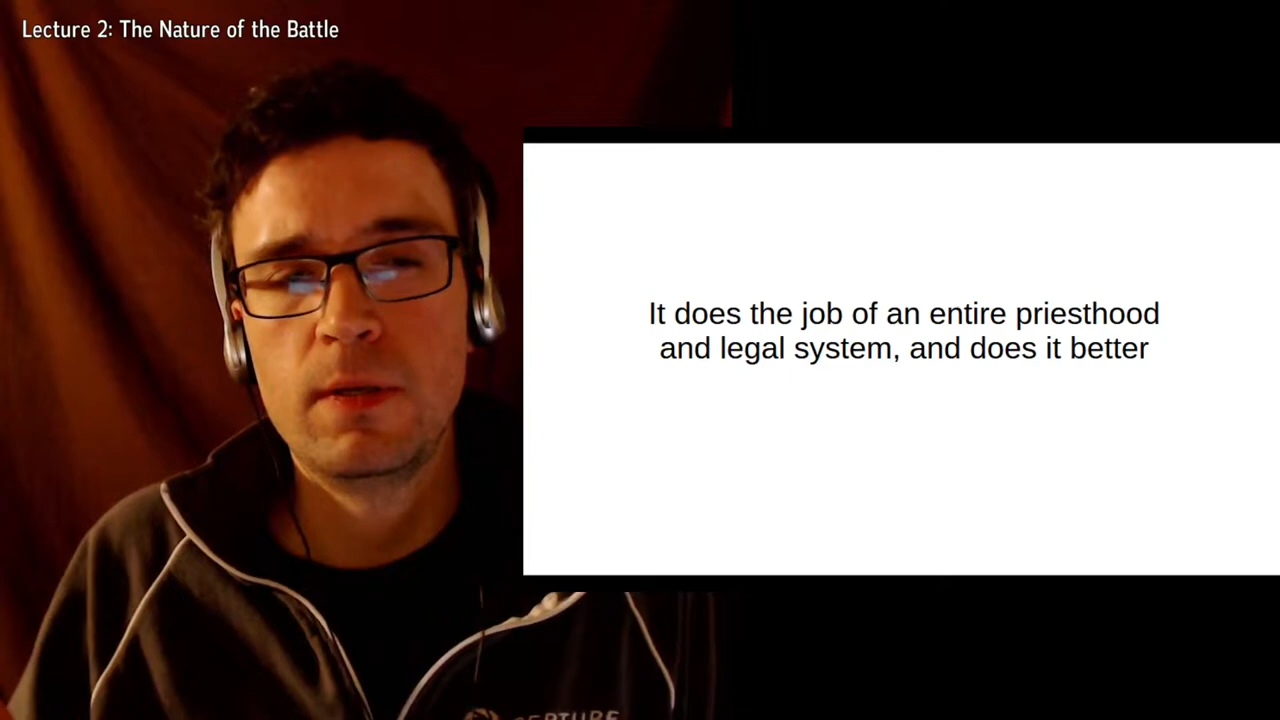 Lecture 2: The Nature of the Battle
It does the job of an entire priesthood
and legal system, and does it better